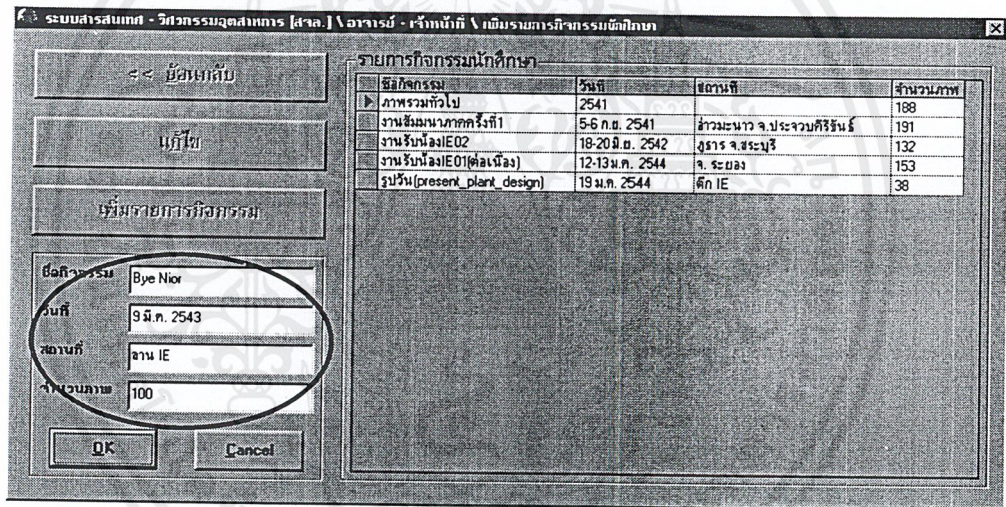 ระบบสารสนเทศ - วิศวกรรมอุตสาหการ [สจล.] \ อาจารย์ - เจ้าหน้าที่ \ เพิ่มรายการกิจกรรมนักศึกษา
<< ย้อนกลับ
แก้ไข
เพิ่มรายการกิจกรรม
ชื่อกิจกรรม Bye Nior
วันที่ 9 มี.ค. 2543
สถานที่ ลาน IE
จำนวนภาพ 100
OK Cancel
รายการกิจกรรมนักศึกษา
ชื่อกิจกรรม วันที่ สถานที่ จำนวนภาพ
ภาพรวมทั่วไป 2541 188
งานสัมมนาภาคครั้งที่1 5-6 ก.ย. 2541 อ่าวมะนาว จ.ประจวบคีรีขันธ์ 191
งานรับน้องIE02 18-20 มิ.ย. 2542 ภูธาร จ.สระบุรี 132
งานรับน้องIE01(ต่อเนื่อง) 12-13 ม.ค. 2544 จ. ระยอง 153
รูปวัน(present_plant_design) 19 ม.ค. 2544 ตึก IE 38